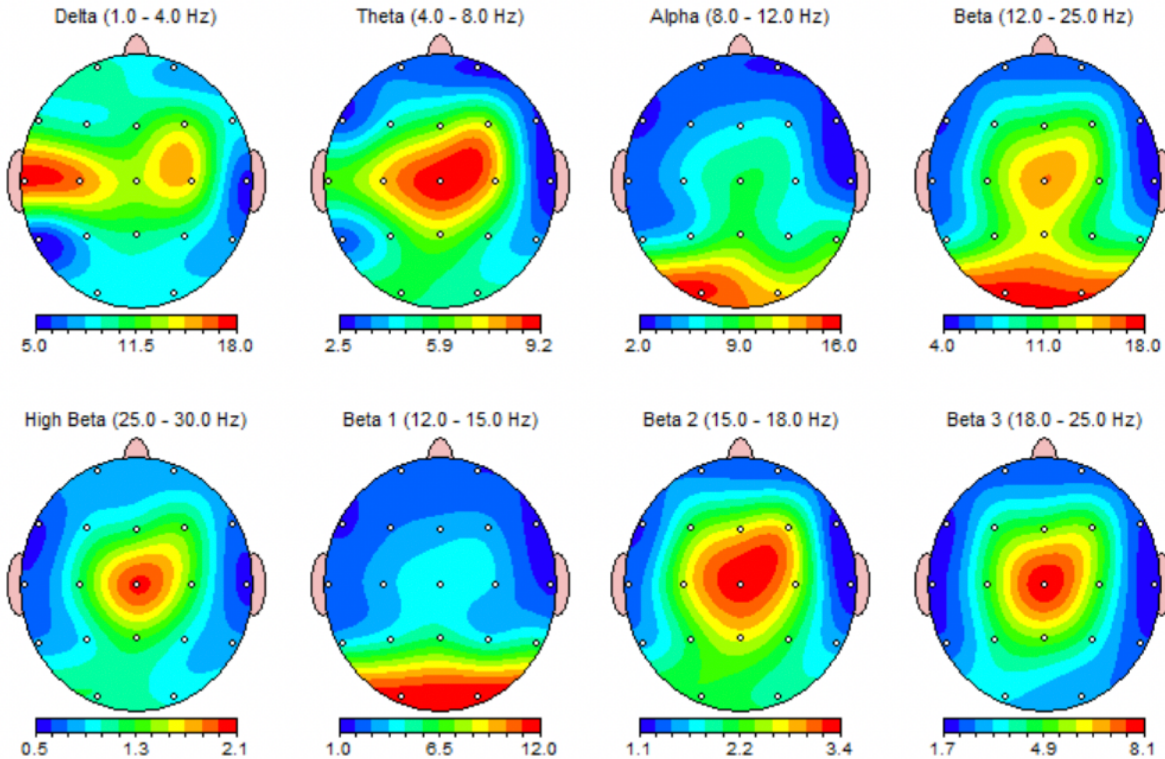 Delta (1.0 - 4.0 Hz)
Theta (4.0 - 8.0 Hz)
Alpha (8.0 - 12.0 Hz)
Beta (12.0 - 25.0 Hz)
5.0 11.5 18.0
2.5 5.9 9.2
2.0 9.0 16.0
4.0 11.0 18.0
High Beta (25.0 - 30.0 Hz)
Beta 1 (12.0 - 15.0 Hz)
Beta 2 (15.0 - 18.0 Hz)
Beta 3 (18.0 - 25.0 Hz)
0.5 1.3 2.1
1.0 6.5 12.0
1.1 2.2 3.4
1.7 4.9 8.1